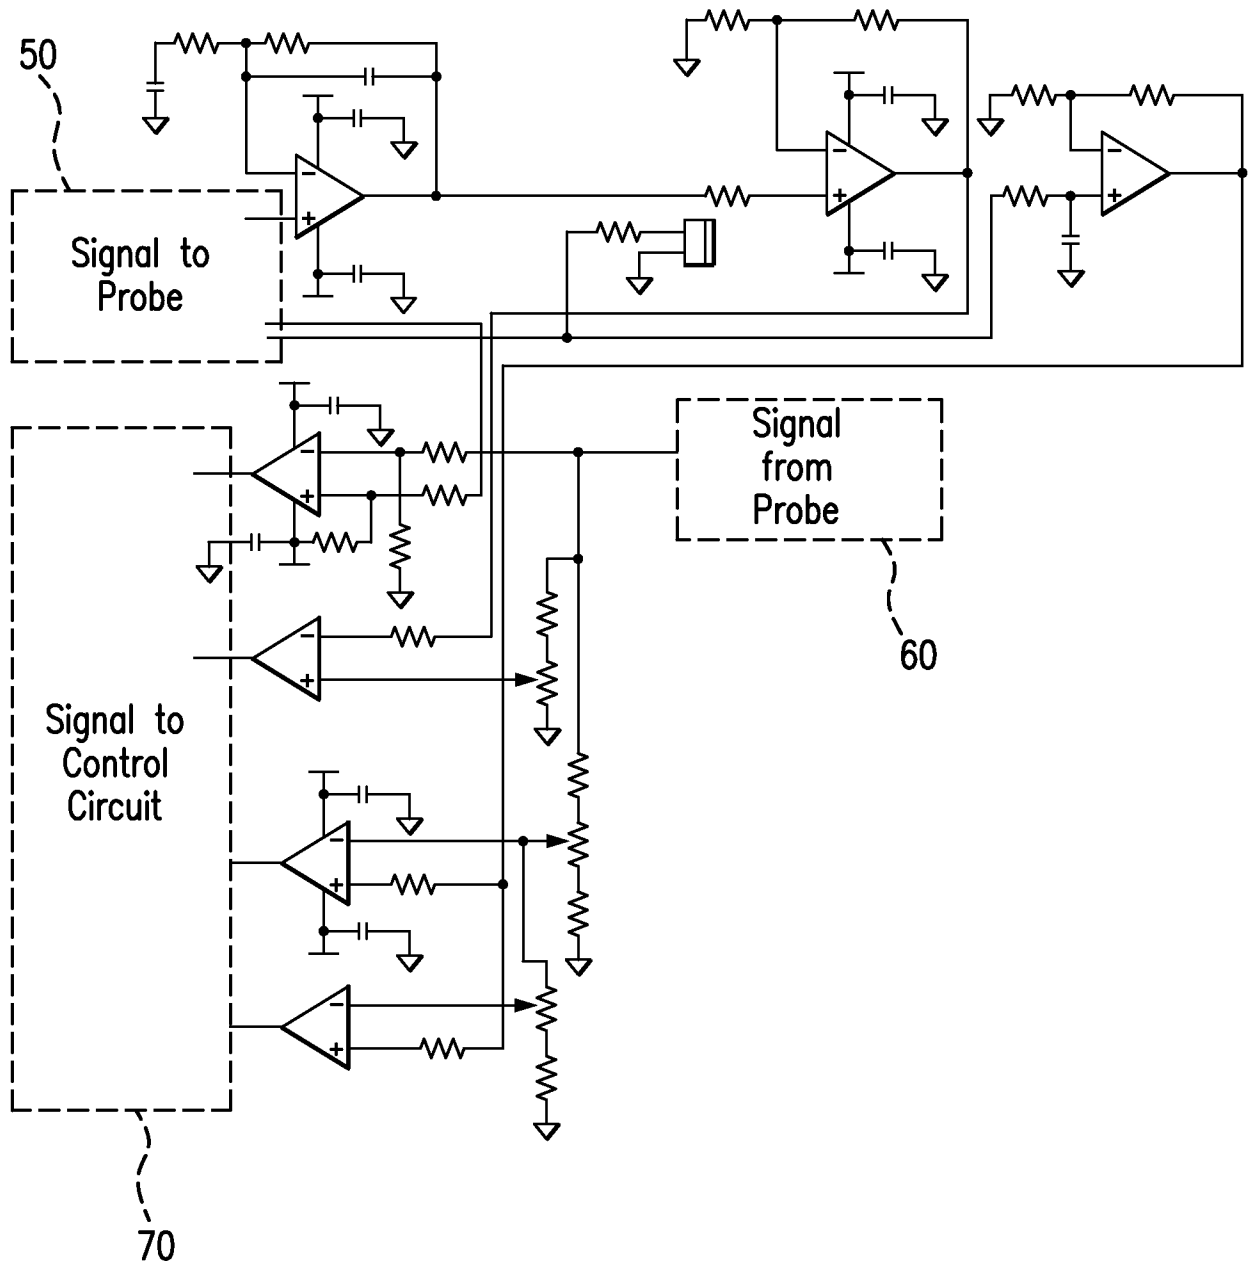 50
Signal to
Probe
Signal
from
Probe
60
Signal to
Control
Circuit
70